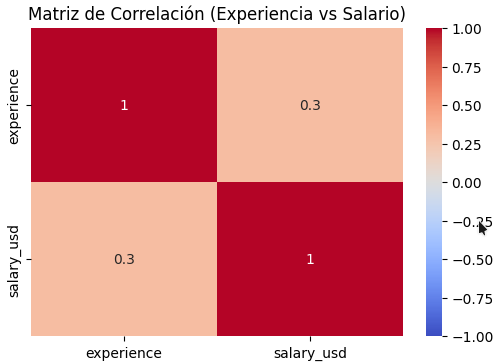 Matriz de Correlación (Experiencia vs Salario)
experience
salary_usd
1
0.3
0.3
1
experience
salary_usd
1.00
0.75
0.50
0.25
0.00
−0.25
−0.50
−0.75
−1.00